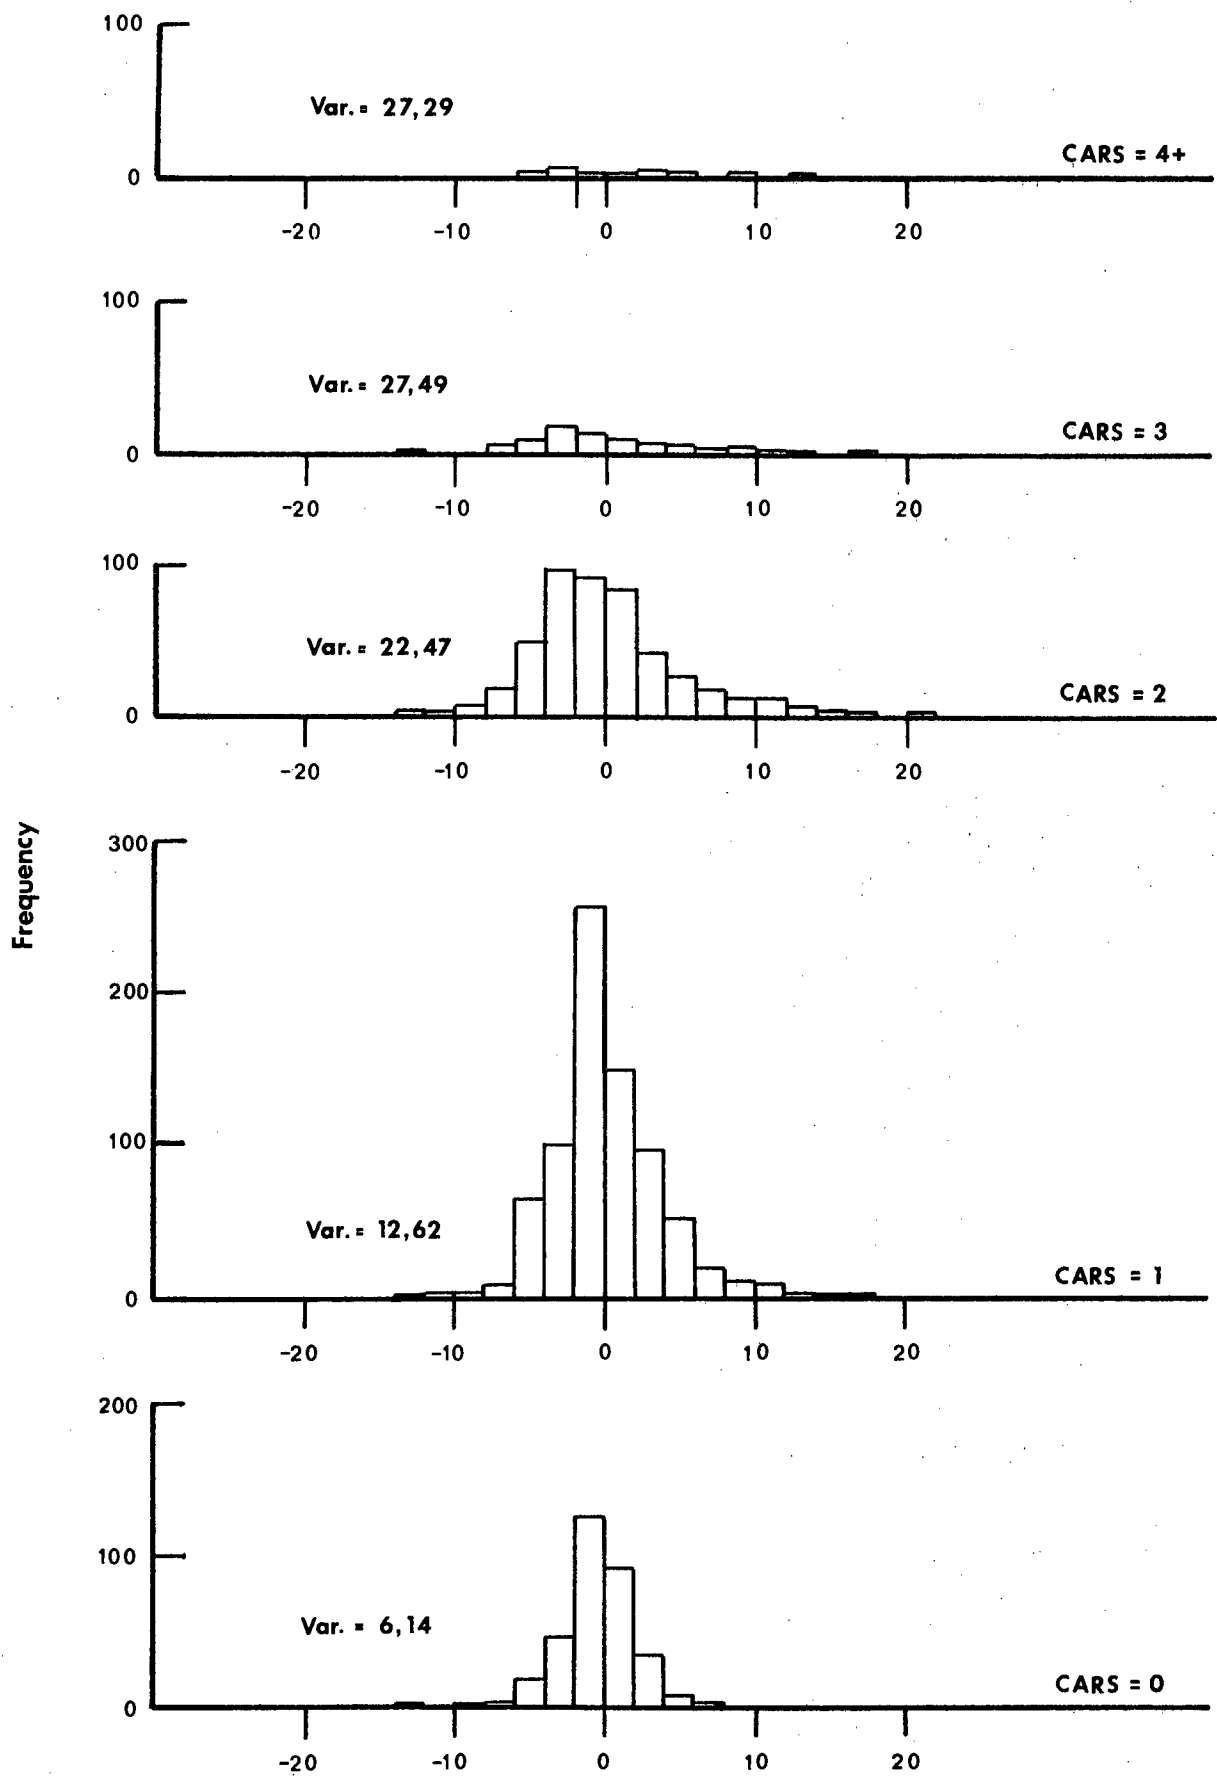 100
Var. = 27,29
CARS = 4+
0
-20 -10 0 10 20
100
Var. = 27,49
CARS = 3
0
-20 -10 0 10 20
100
Var. = 22,47
CARS = 2
0
-20 -10 0 10 20
Frequency
300
200
100
Var. = 12,62
CARS = 1
0
-20 -10 0 10 20
200
100
Var. = 6,14
CARS = 0
0
-20 -10 0 10 20